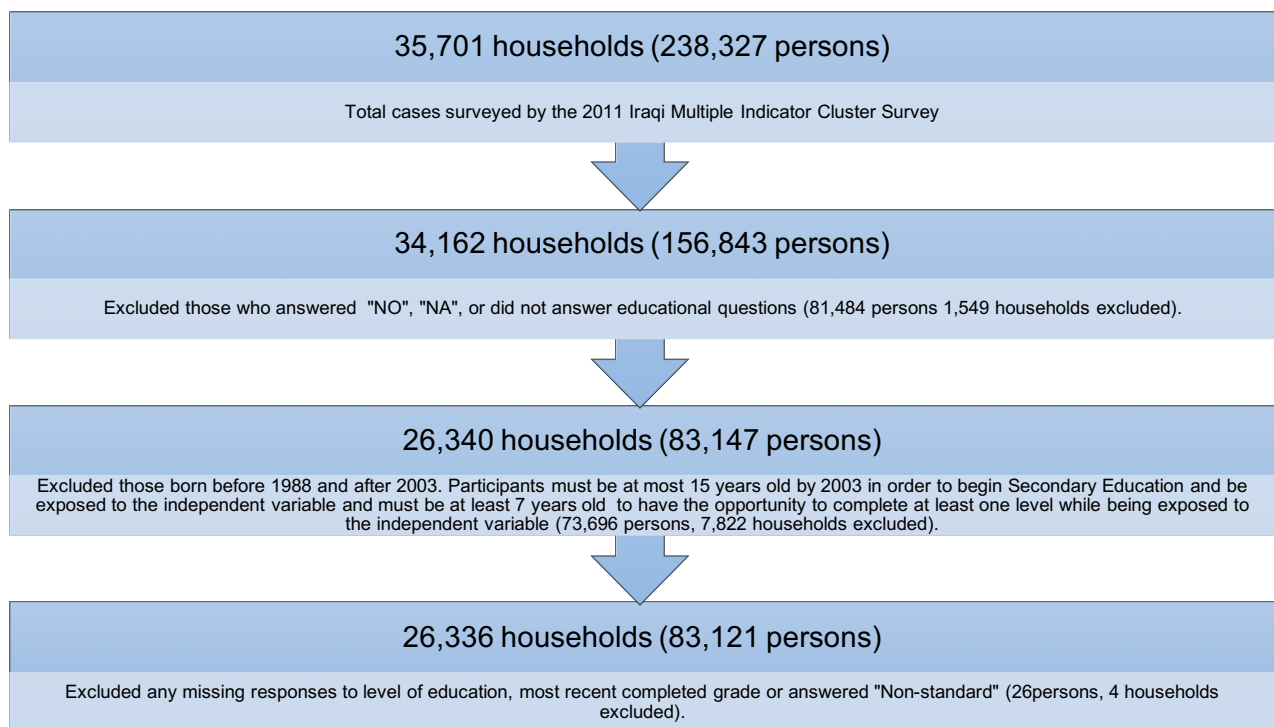 35,701 households (238,327 persons)
Total cases surveyed by the 2011 Iraqi Multiple Indicator Cluster Survey
34,162 households (156,843 persons)
Excluded those who answered "NO", "NA", or did not answer educational questions (81,484 persons 1,549 households excluded).
26,340 households (83,147 persons)
Excluded those born before 1988 and after 2003. Participants must be at most 15 years old by 2003 in order to begin Secondary Education and be
exposed to the independent variable and must be at least 7 years old to have the opportunity to complete at least one level while being exposed to
the independent variable (73,696 persons, 7,822 households excluded).
26,336 households (83,121 persons)
Excluded any missing responses to level of education, most recent completed grade or answered "Non-standard" (26persons, 4 households
excluded).